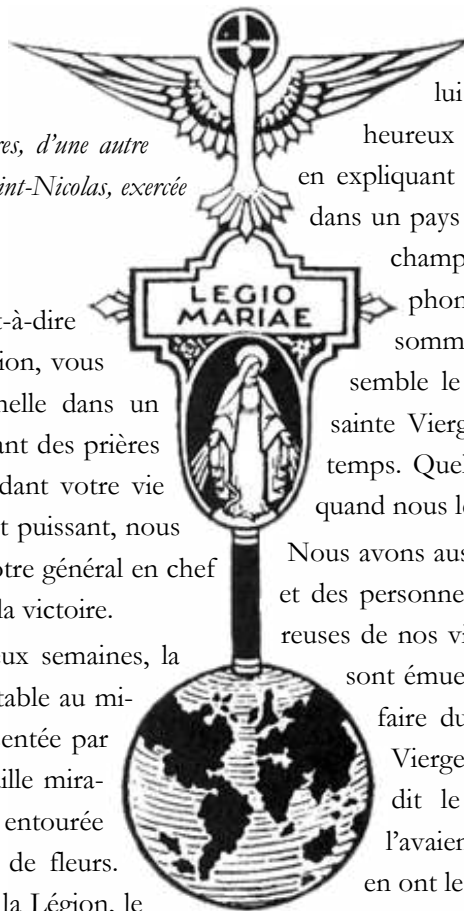 res, d'une autre
int-Nicolas, exercée
t-à-dire
ion, vous
nelle dans un
ant des prières
dant votre vie
t puissant, nous
otre général en chef
la victoire.
eux semaines, la
table au mi-
entée par
aille mira-
entourée
de fleurs.
la Légion, le
LEGIO
MARIAE
lui
heureux
en expliquant
dans un pays
champ
phon
somm
semble le
sainte Vierg
temps. Quel
quand nous le
Nous avons aus
et des personne
reuses de nos vi
sont émue
faire du
Vierge
dit le
l'avaien
en ont le